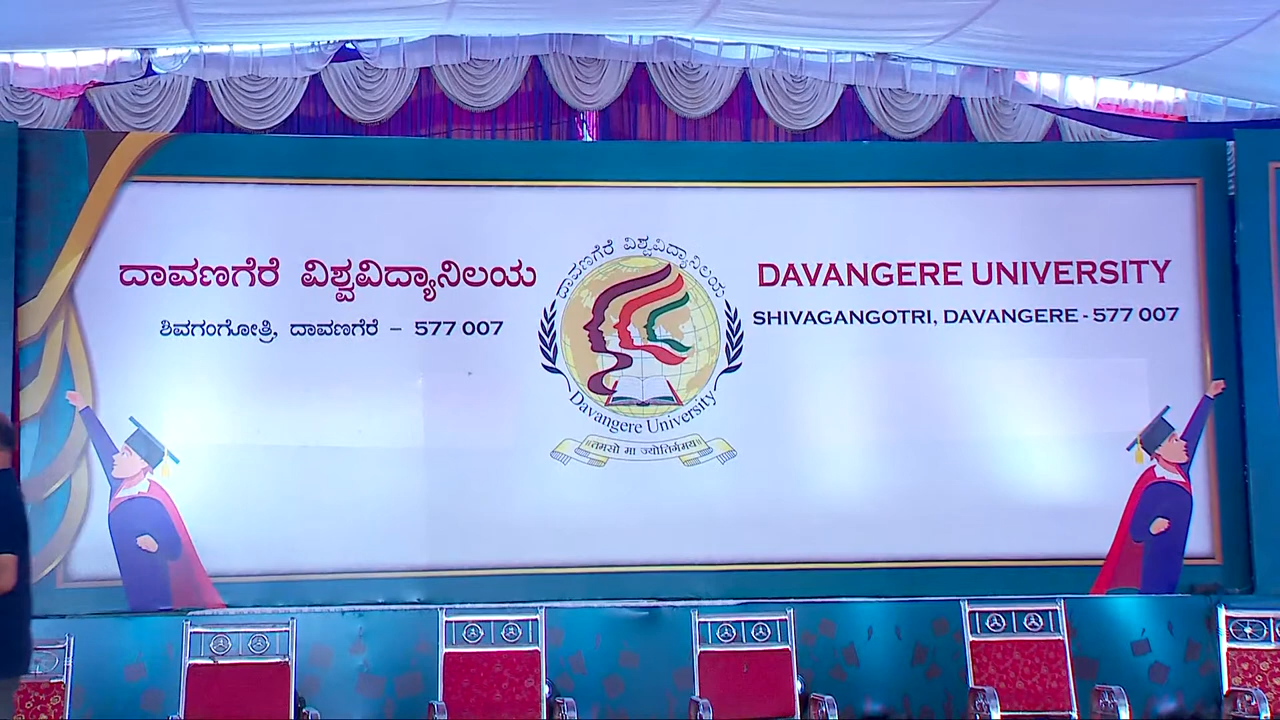 ದಾವಣಗೆರೆ ವಿಶ್ವವಿದ್ಯಾನಿಲಯ
ಶಿವಗಂಗೋತ್ರಿ, ದಾವಣಗೆರೆ – 577 007
ದಾವಣಗೆರೆ ವಿಶ್ವವಿದ್ಯಾನಿಲಯ
Davangere University
॥तमसो मा ज्योतिर्गमय॥
DAVANGERE UNIVERSITY
SHIVAGANGOTRI, DAVANGERE - 577 007